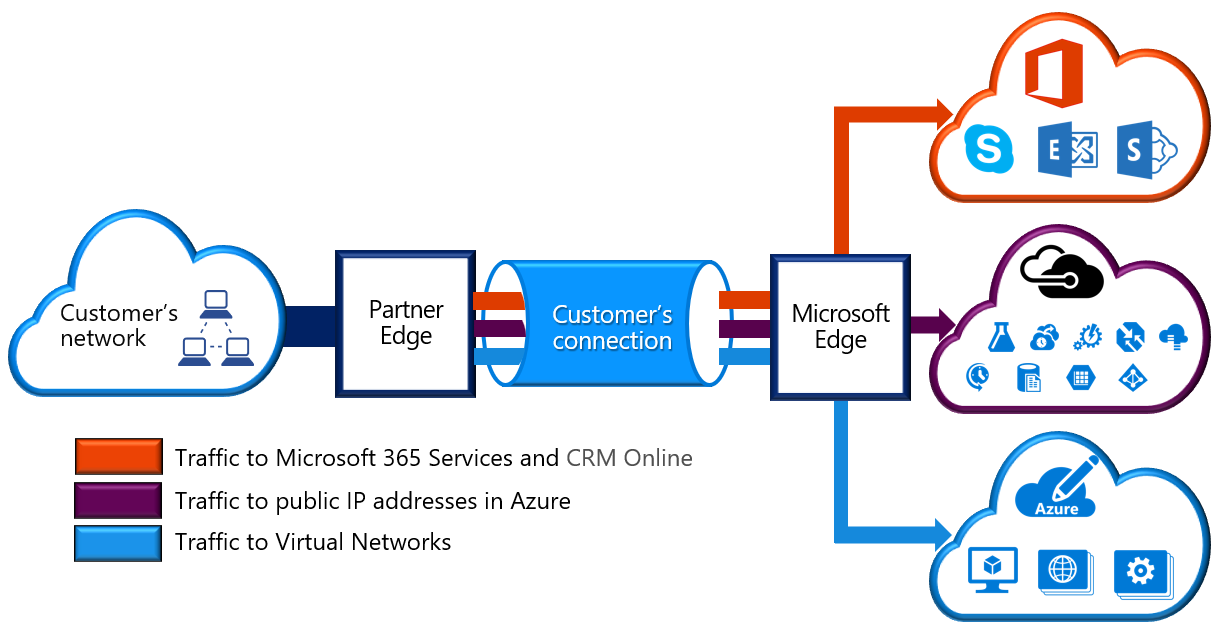 Customer's
network
Partner
Edge
Customer's
connection
Microsoft
Edge
S
E
S
Azure
Traffic to Microsoft 365 Services and CRM Online
Traffic to public IP addresses in Azure
Traffic to Virtual Networks